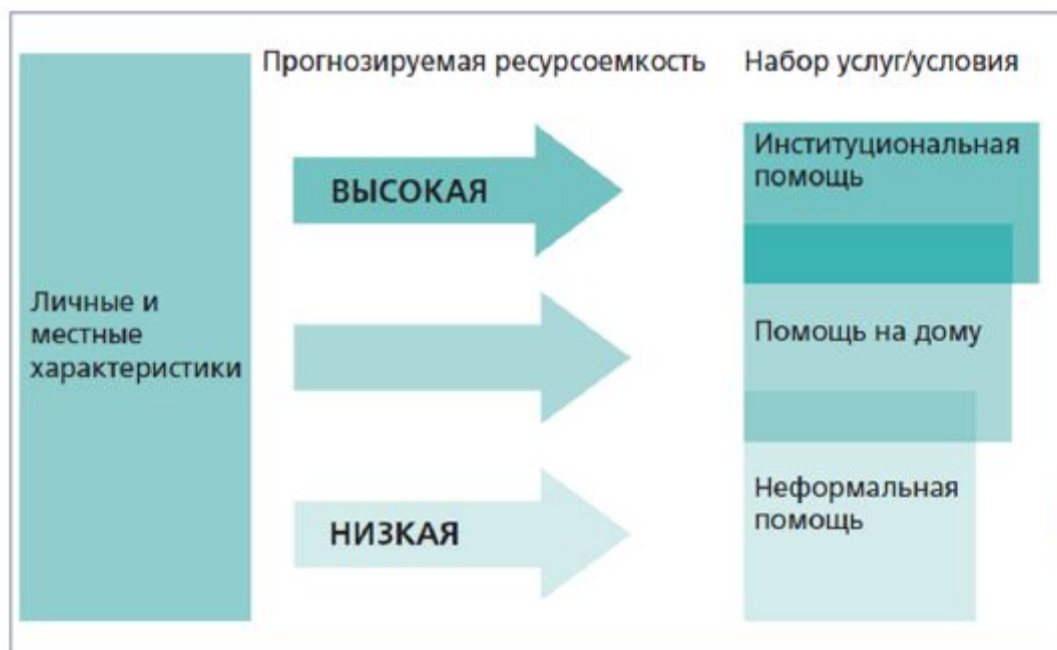 Прогнозируемая ресурсоемкость
Набор услуг/условия
Личные и
местные
характеристики
ВЫСОКАЯ
НИЗКАЯ
Институциональная
помощь
Помощь на дому
Неформальная
помощь